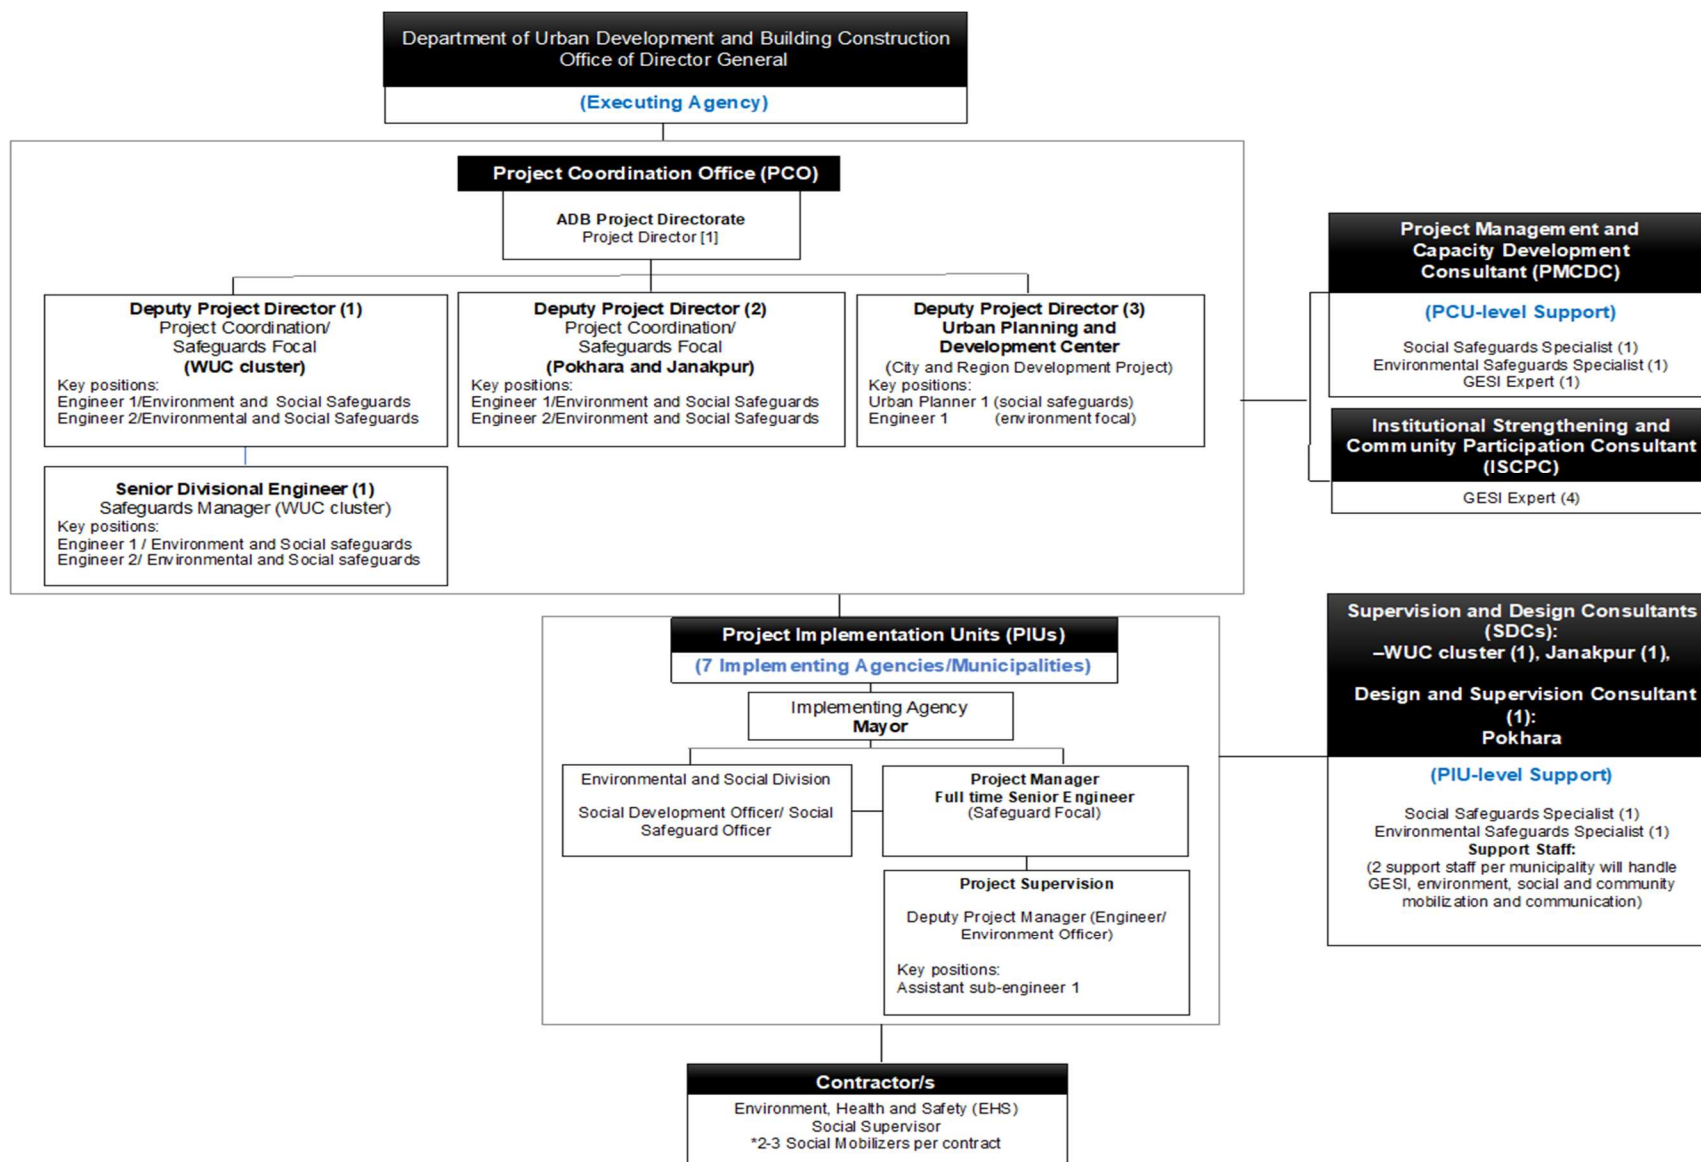 Department of Urban Development and Building Construction
Office of Director General
(Executing Agency)
Project Coordination Office (PCO)
ADB Project Directorate
Project Director [1]
Deputy Project Director (1)
Project Coordination/
Safeguards Focal
(WUC cluster)
Key positions:
Engineer 1/Environment and Social Safeguards
Engineer 2/Environmental and Social Safeguards
Deputy Project Director (2)
Project Coordination/
Safeguards Focal
(Pokhara and Janakpur)
Key positions:
Engineer 1/Environment and Social Safeguards
Engineer 2/Environment and Social Safeguards
Deputy Project Director (3)
Urban Planning and
Development Center
(City and Region Development Project)
Key positions:
Urban Planner 1 (social safeguards)
Engineer 1 (environment focal)
Senior Divisional Engineer (1)
Safeguards Manager (WUC cluster)
Key positions:
Engineer 1 / Environment and Social safeguards
Engineer 2/ Environmental and Social safeguards
Project Management and
Capacity Development
Consultant (PMCDC)
(PCU-level Support)
Social Safeguards Specialist (1)
Environmental Safeguards Specialist (1)
GESI Expert (1)
Institutional Strengthening and
Community Participation Consultant
(ISCPC)
GESI Expert (4)
Project Implementation Units (PIUs)
(7 Implementing Agencies/Municipalities)
Implementing Agency
Mayor
Environmental and Social Division
Social Development Officer/ Social
Safeguard Officer
Project Manager
Full time Senior Engineer
(Safeguard Focal)
Project Supervision
Deputy Project Manager (Engineer/
Environment Officer)
Key positions:
Assistant sub-engineer 1
Supervision and Design Consultants
(SDCs):
–WUC cluster (1), Janakpur (1),
Design and Supervision Consultant
(1):
Pokhara
(PIU-level Support)
Social Safeguards Specialist (1)
Environmental Safeguards Specialist (1)
Support Staff:
(2 support staff per municipality will handle
GESI, environment, social and community
mobilization and communication)
Contractor/s
Environment, Health and Safety (EHS)
Social Supervisor
*2-3 Social Mobilizers per contract